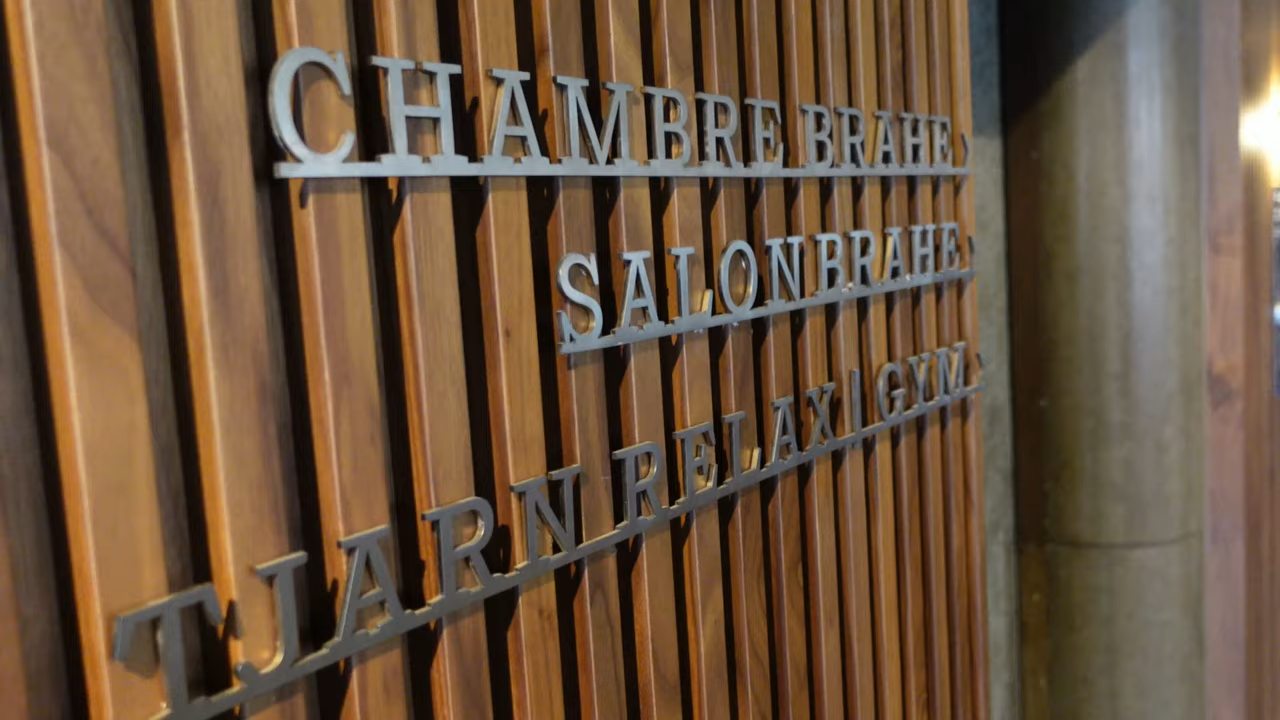 CHAMBRE BRAHE >
SALON BRAHE >
TJARN RELAX | GYM >